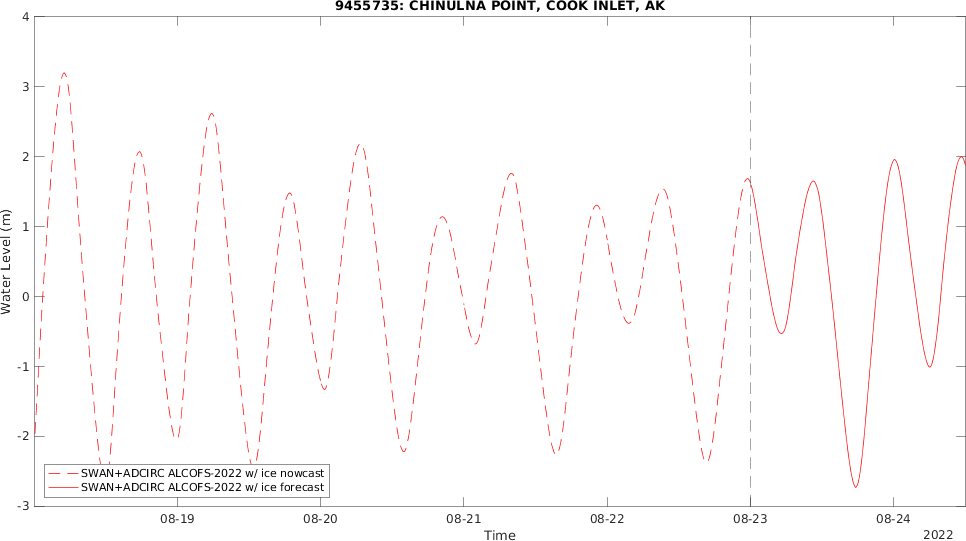 9455735: CHINULNA POINT, COOK INLET, AK
Water Level (m)
4
3
2
1
0
-1
-2
-3
SWAN+ADCIRC ALCOFS-2022 w/ ice nowcast
SWAN+ADCIRC ALCOFS-2022 w/ ice forecast
08-19 08-20 08-21 08-22 08-23 08-24
Time
2022